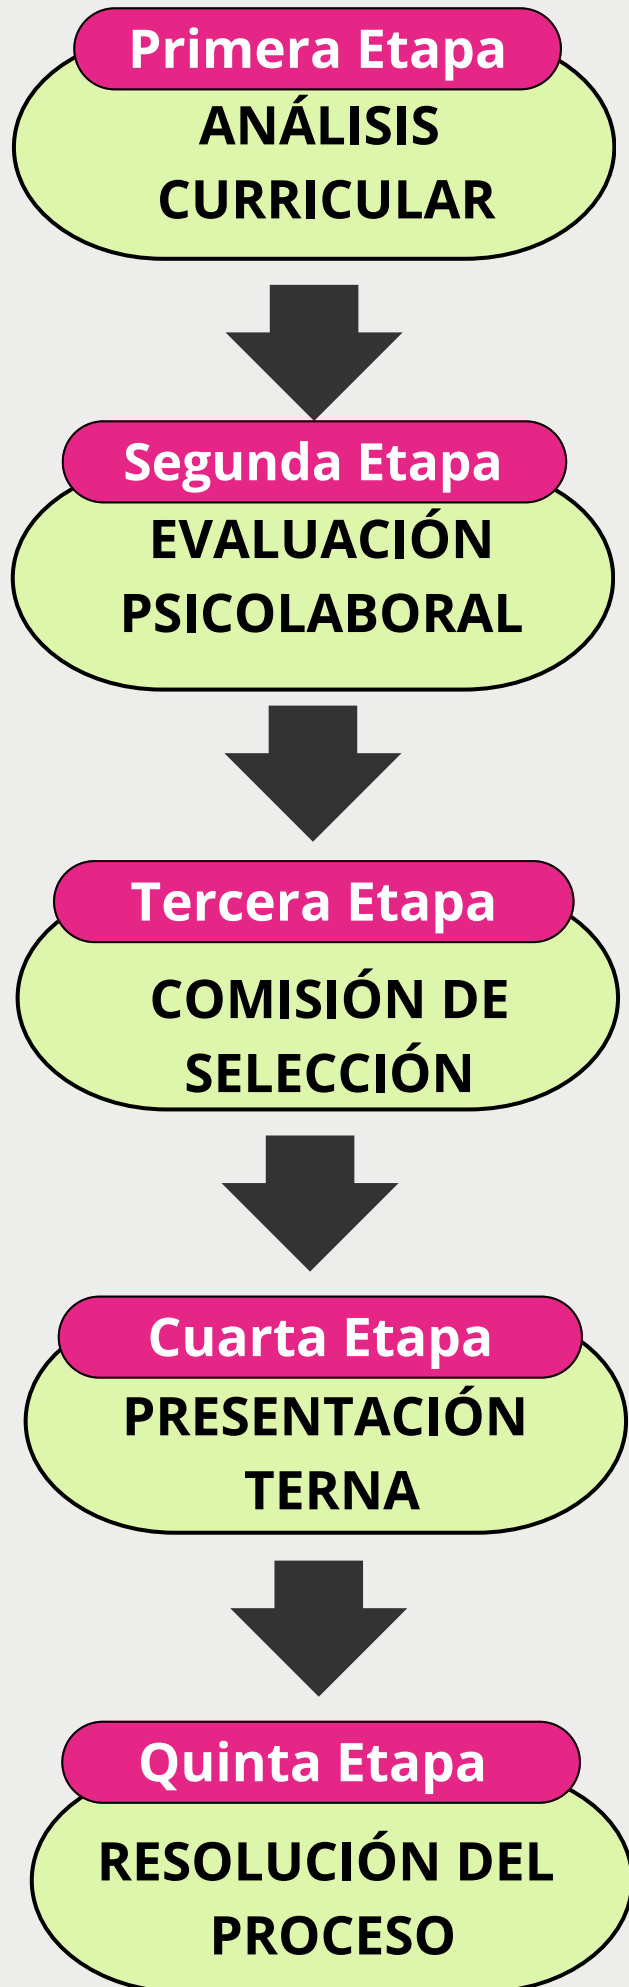 Primera Etapa
ANÁLISIS
CURRICULAR
Segunda Etapa
EVALUACIÓN
PSICOLABORAL
Tercera Etapa
COMISIÓN DE
SELECCIÓN
Cuarta Etapa
PRESENTACIÓN
TERNA
Quinta Etapa
RESOLUCIÓN DEL
PROCESO